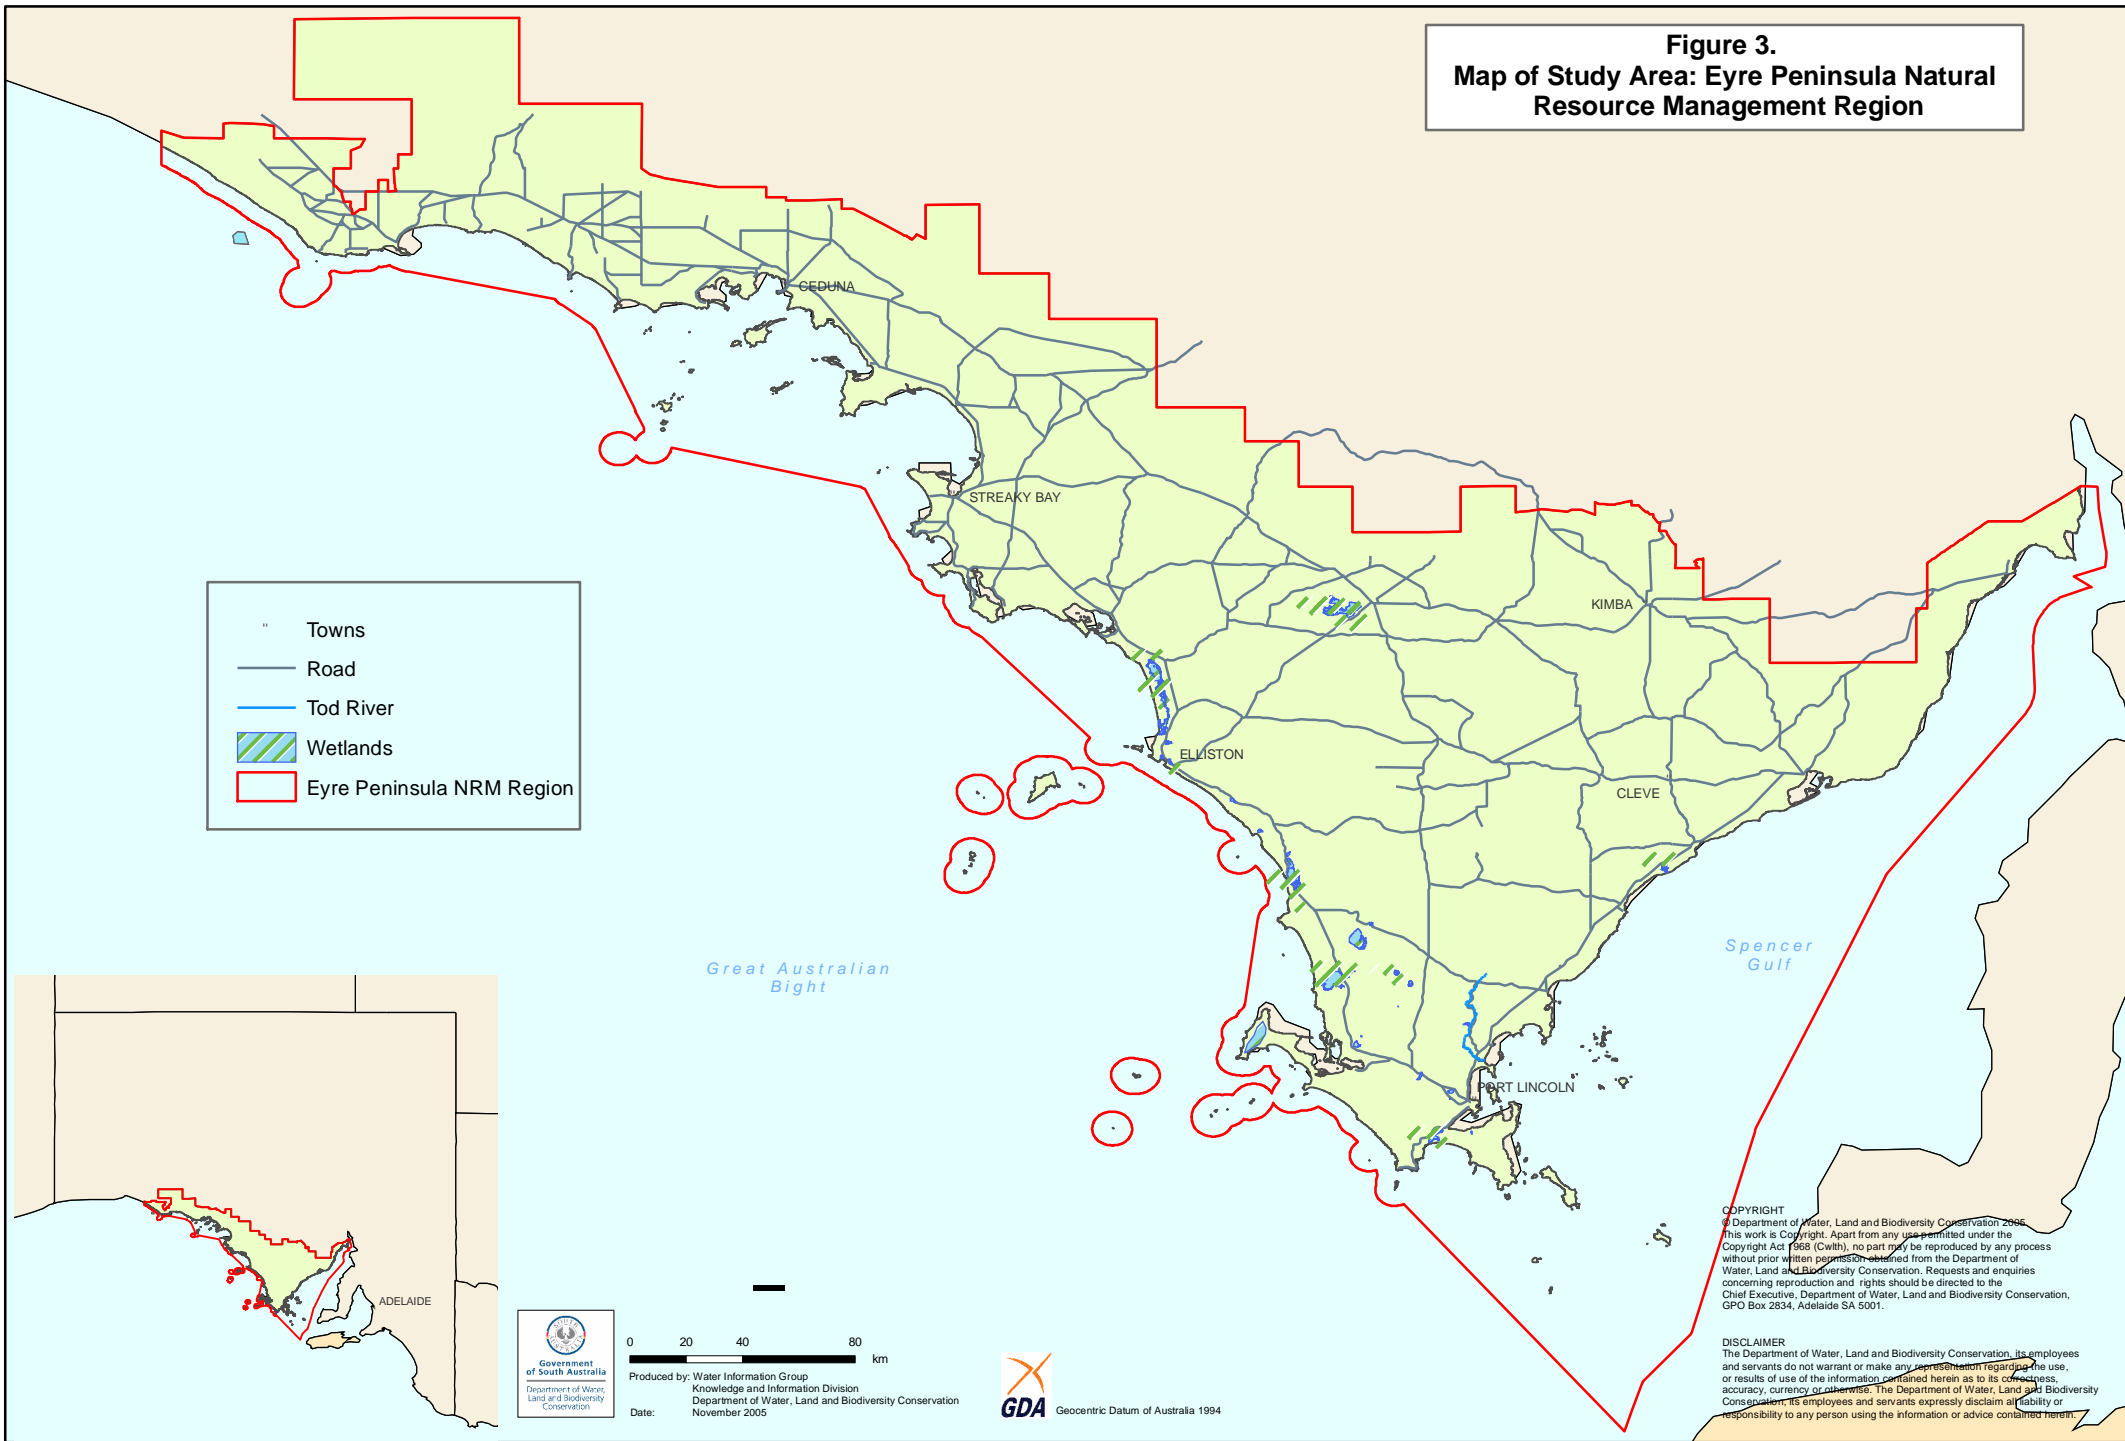 Figure 3.
Map of Study Area: Eyre Peninsula Natural
Resource Management Region
CEDUNA
STREAKY BAY
KIMBA
ELLISTON
CLEVE
PORT LINCOLN
Great Australian
Bight
Spencer
Gulf
Towns
Road
Tod River
Wetlands
Eyre Peninsula NRM Region
ADELAIDE
SOUTH AUSTRALIA
Government
of South Australia
Department of Water,
Land and Biodiversity
Conservation
0 20 40 80
km
Produced by: Water Information Group
Knowledge and Information Division
Department of Water, Land and Biodiversity Conservation
Date: November 2005
GDA
Geocentric Datum of Australia 1994
COPYRIGHT
© Department of Water, Land and Biodiversity Conservation 2005.
This work is Copyright. Apart from any use permitted under the
Copyright Act 1968 (Cwlth), no part may be reproduced by any process
without prior written permission obtained from the Department of
Water, Land and Biodiversity Conservation. Requests and enquiries
concerning reproduction and rights should be directed to the
Chief Executive, Department of Water, Land and Biodiversity Conservation,
GPO Box 2834, Adelaide SA 5001.
DISCLAIMER
The Department of Water, Land and Biodiversity Conservation, its employees
and servants do not warrant or make any representation regarding the use,
or results of use of the information contained herein as to its correctness,
accuracy, currency or otherwise. The Department of Water, Land and Biodiversity
Conservation, its employees and servants expressly disclaim all liability or
responsibility to any person using the information or advice contained herein.